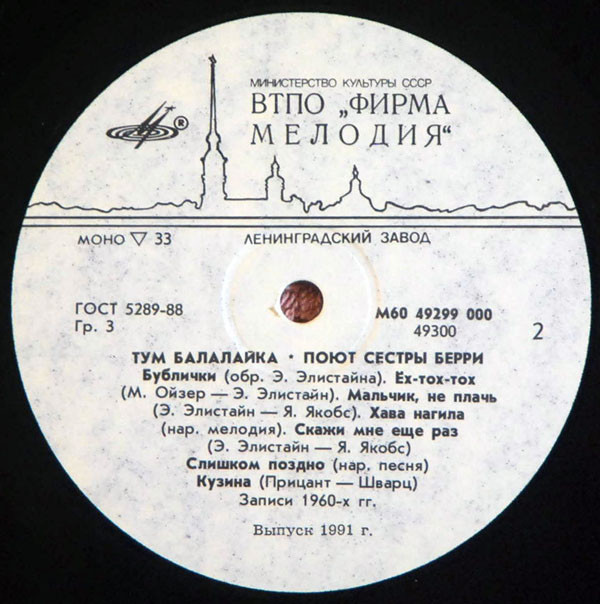 МИНИСТЕРСТВО КУЛЬТУРЫ СССР
ВТПО „ФИРМА
МЕЛОДИЯ“
®
МОНО ▽ 33
ЛЕНИНГРАДСКИЙ ЗАВОД
ГОСТ 5289-88
Гр. 3
М60 49299 000
49300
2
ТУМ БАЛАЛАЙКА · ПОЮТ СЕСТРЫ БЕРРИ
Бублички (обр. Э. Элистайна). Ех-тох-тох
(М. Ойзер — Э. Элистайн). Мальчик, не плачь
(Э. Элистайн — Я. Якобс). Хава нагила
(нар. мелодия). Скажи мне еще раз
(Э. Элистайн — Я. Якобс)
Слишком поздно (нар. песня)
Кузина (Прицант — Шварц)
Записи 1960-х гг.
Выпуск 1991 г.